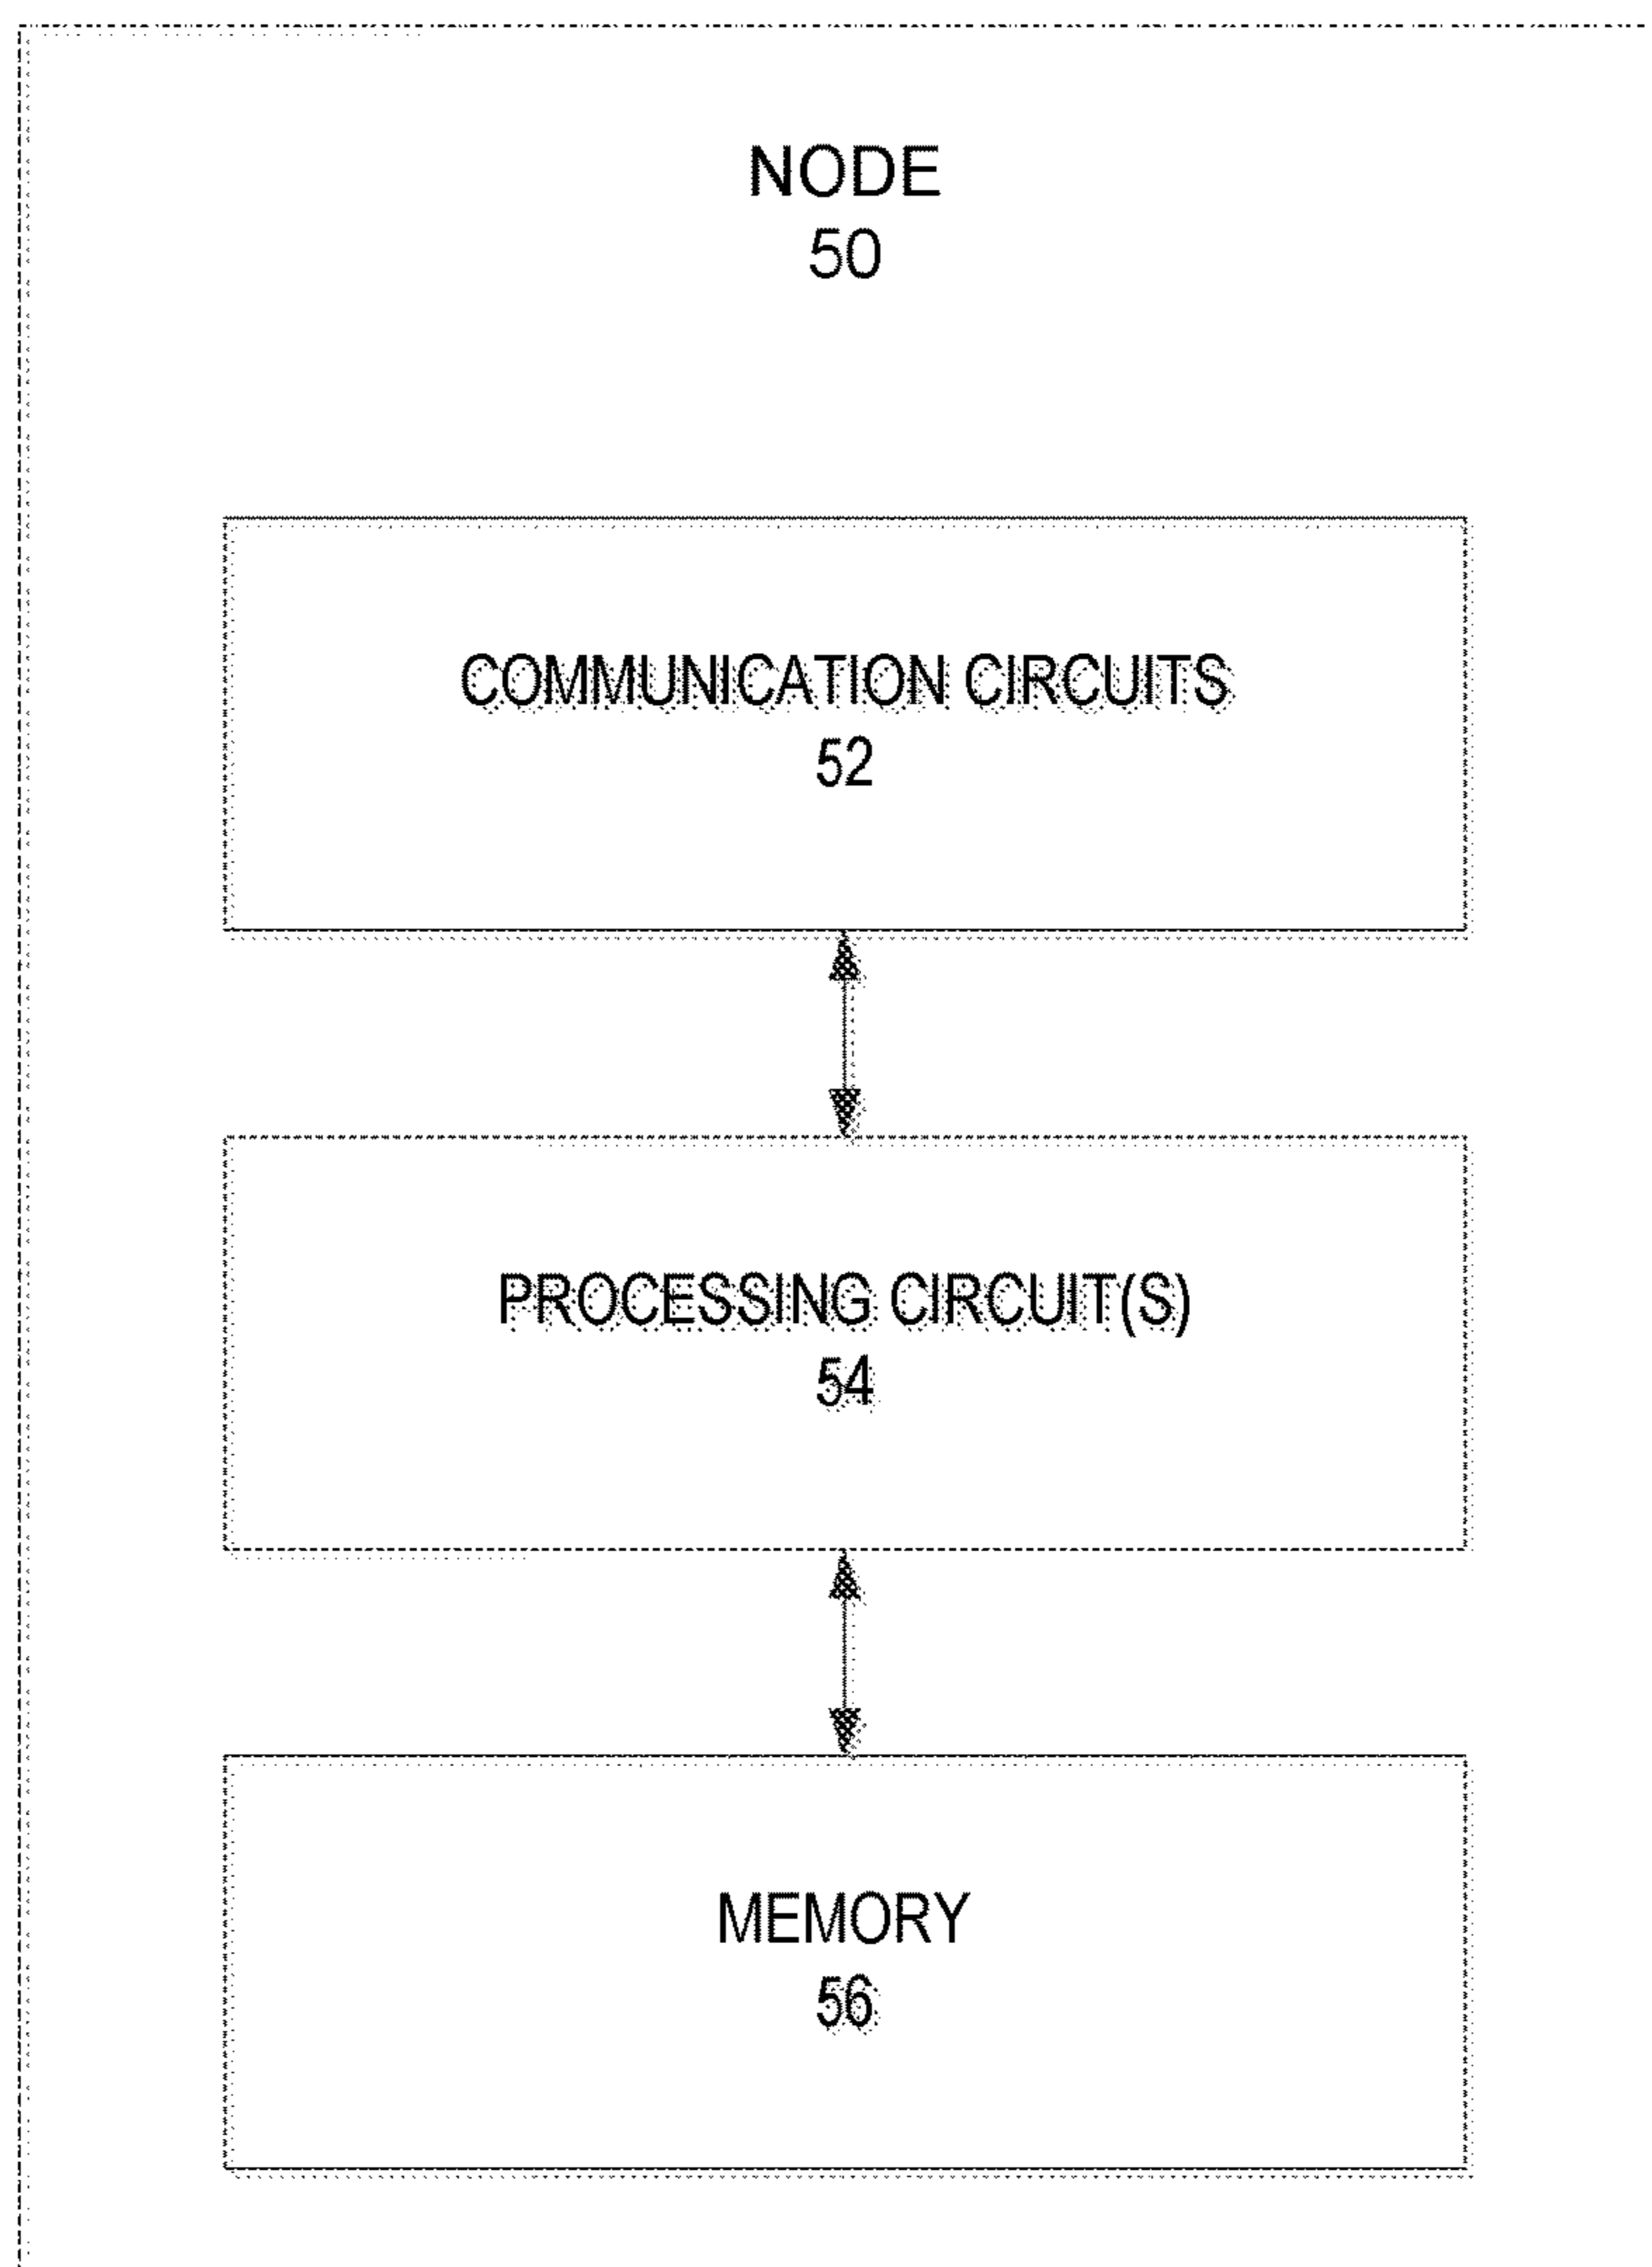 NODE
50
COMMUNICATION CIRCUITS
52
PROCESSING CIRCUIT(S)
54
MEMORY
56